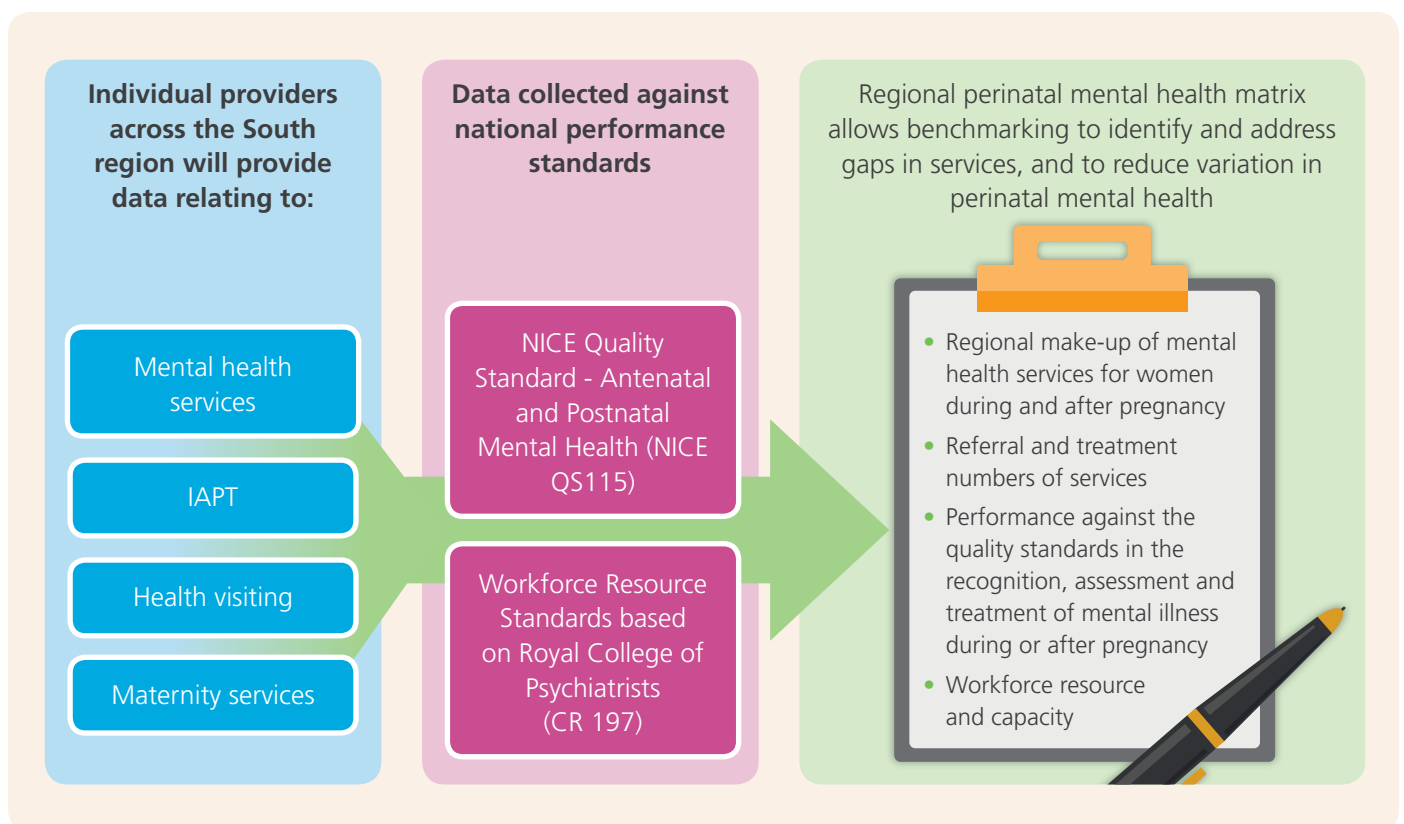 Individual providers
across the South
region will provide
data relating to:
Mental health
services
IAPT
Health visiting
Maternity services
Data collected against
national performance
standards
NICE Quality
Standard - Antenatal
and Postnatal
Mental Health (NICE
QS115)
Workforce Resource
Standards based
on Royal College of
Psychiatrists
(CR 197)
Regional perinatal mental health matrix
allows benchmarking to identify and address
gaps in services, and to reduce variation in
perinatal mental health
• Regional make-up of mental
health services for women
during and after pregnancy
• Referral and treatment
numbers of services
• Performance against the
quality standards in the
recognition, assessment and
treatment of mental illness
during or after pregnancy
• Workforce resource
and capacity